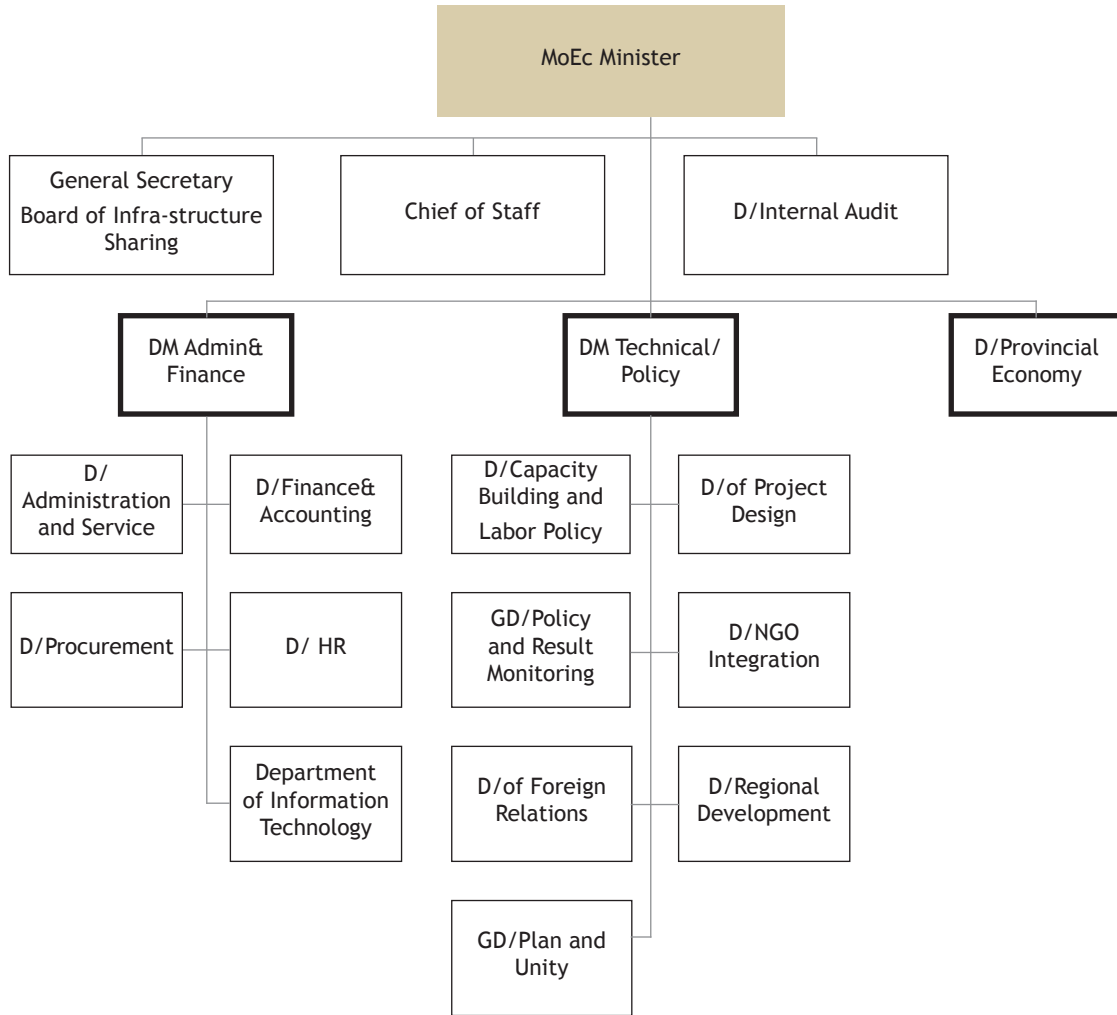 MoEc Minister
General Secretary
Board of Infra-structure
Sharing
Chief of Staff
D/Internal Audit
DM Admin&
Finance
DM Technical/
Policy
D/Provincial
Economy
D/
Administration
and Service
D/Finance&
Accounting
D/Capacity
Building and
Labor Policy
D/of Project
Design
D/Procurement
D/ HR
GD/Policy
and Result
Monitoring
D/NGO
Integration
Department
of Information
Technology
D/of Foreign
Relations
D/Regional
Development
GD/Plan and
Unity